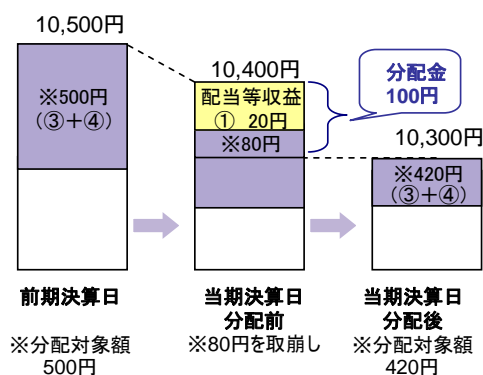 10,500円
※500円
（③＋④）
10,400円
配当等収益
① 20円
※80円
分配金
100円
10,300円
※420円
（③＋④）
前期決算日
※分配対象額
500円
当期決算日
分配前
※80円を取崩し
当期決算日
分配後
※分配対象額
420円